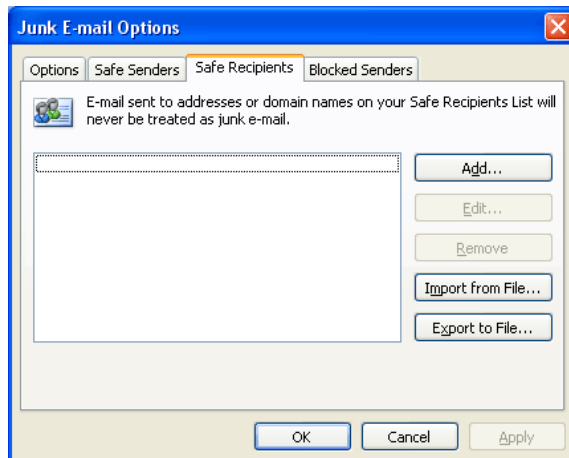 Junk E-mail Options
Options Safe Senders Safe Recipients Blocked Senders
E-mail sent to addresses or domain names on your Safe Recipients List will
never be treated as junk e-mail.
Add...
Edit...
Remove
Import from File...
Export to File...
OK Cancel Apply